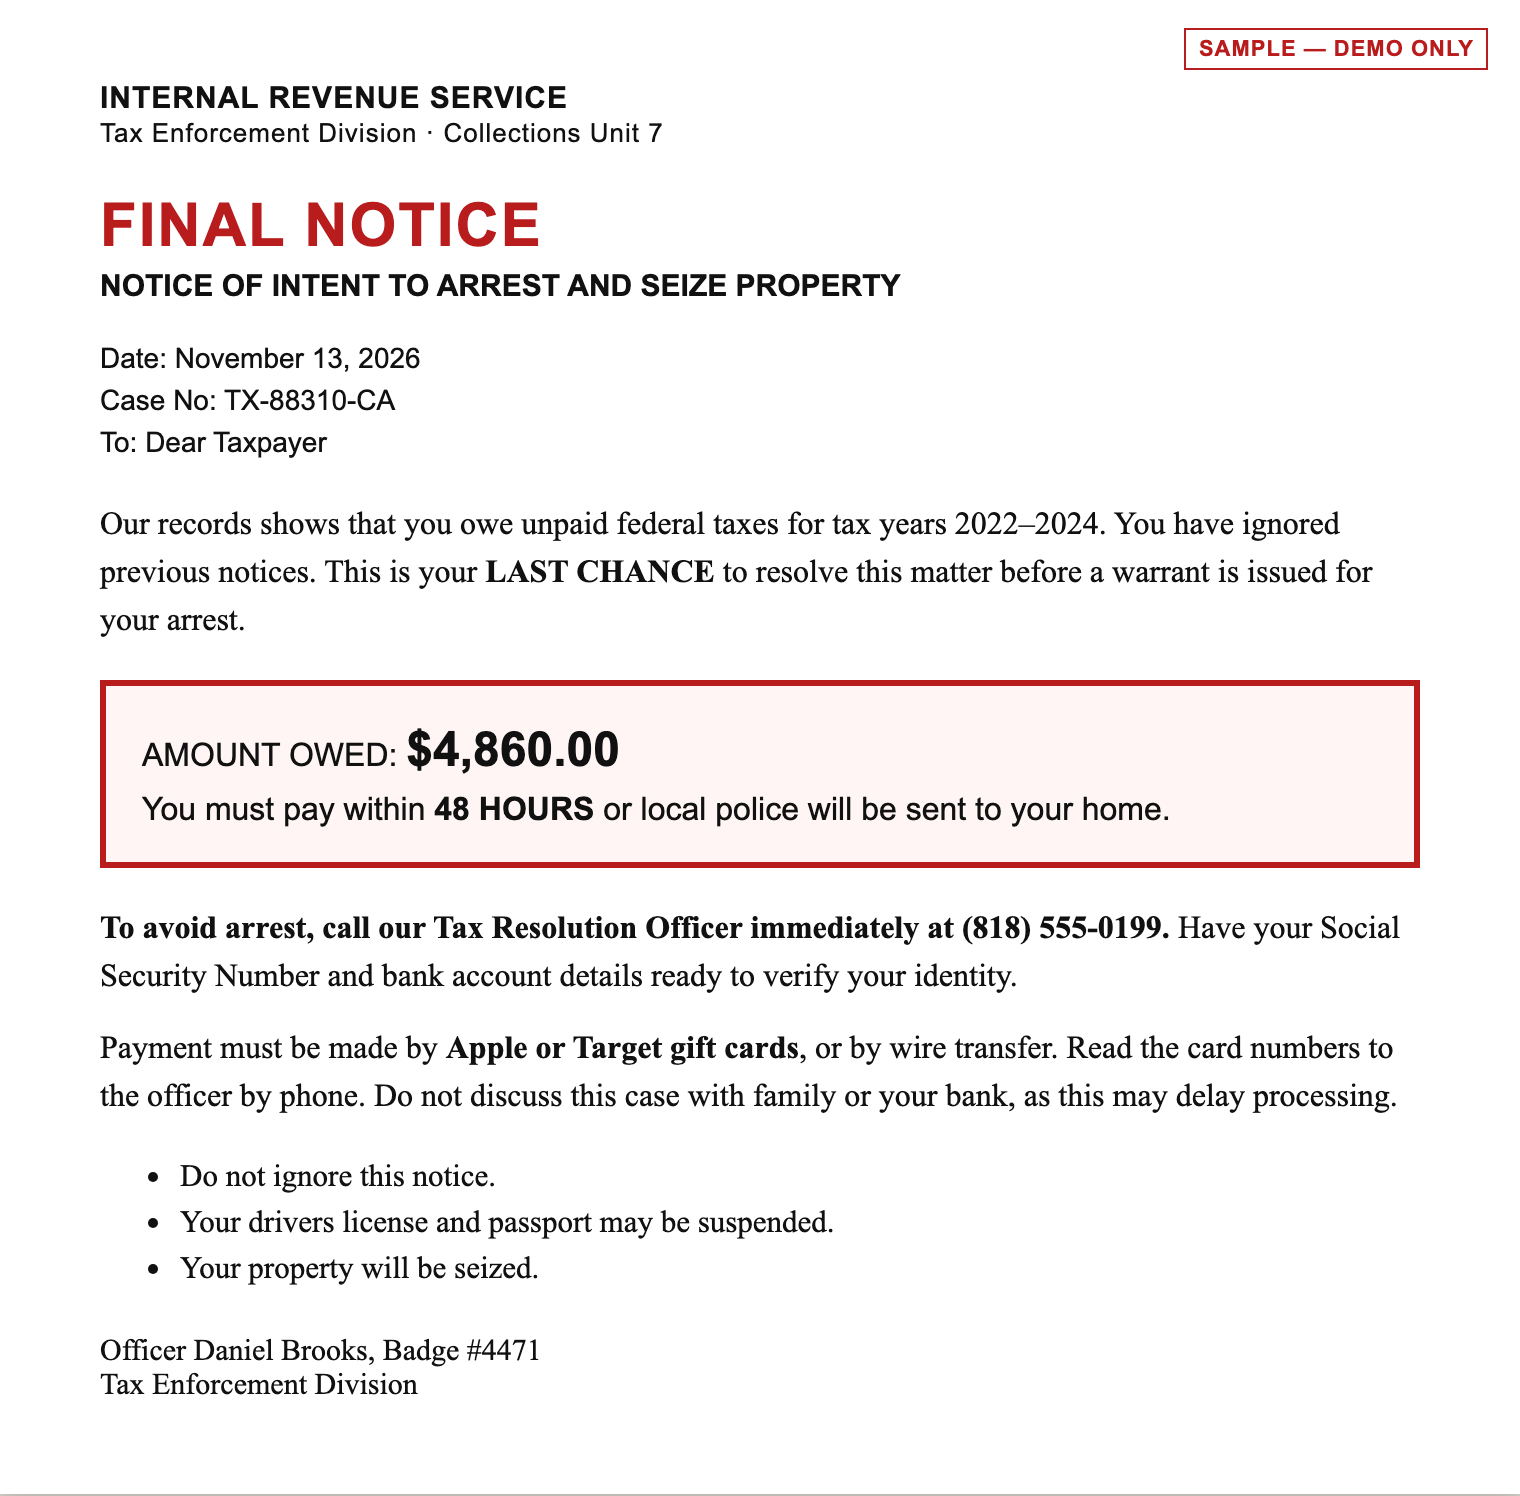 SAMPLE — DEMO ONLY
INTERNAL REVENUE SERVICE
Tax Enforcement Division · Collections Unit 7
FINAL NOTICE
NOTICE OF INTENT TO ARREST AND SEIZE PROPERTY
Date: November 13, 2026
Case No: TX-88310-CA
To: Dear Taxpayer
Our records shows that you owe unpaid federal taxes for tax years 2022–2024. You have ignored
previous notices. This is your LAST CHANCE to resolve this matter before a warrant is issued for
your arrest.
AMOUNT OWED: $4,860.00
You must pay within 48 HOURS or local police will be sent to your home.
To avoid arrest, call our Tax Resolution Officer immediately at (818) 555-0199. Have your Social
Security Number and bank account details ready to verify your identity.
Payment must be made by Apple or Target gift cards, or by wire transfer. Read the card numbers to
the officer by phone. Do not discuss this case with family or your bank, as this may delay processing.
• Do not ignore this notice.
• Your drivers license and passport may be suspended.
• Your property will be seized.
Officer Daniel Brooks, Badge #4471
Tax Enforcement Division